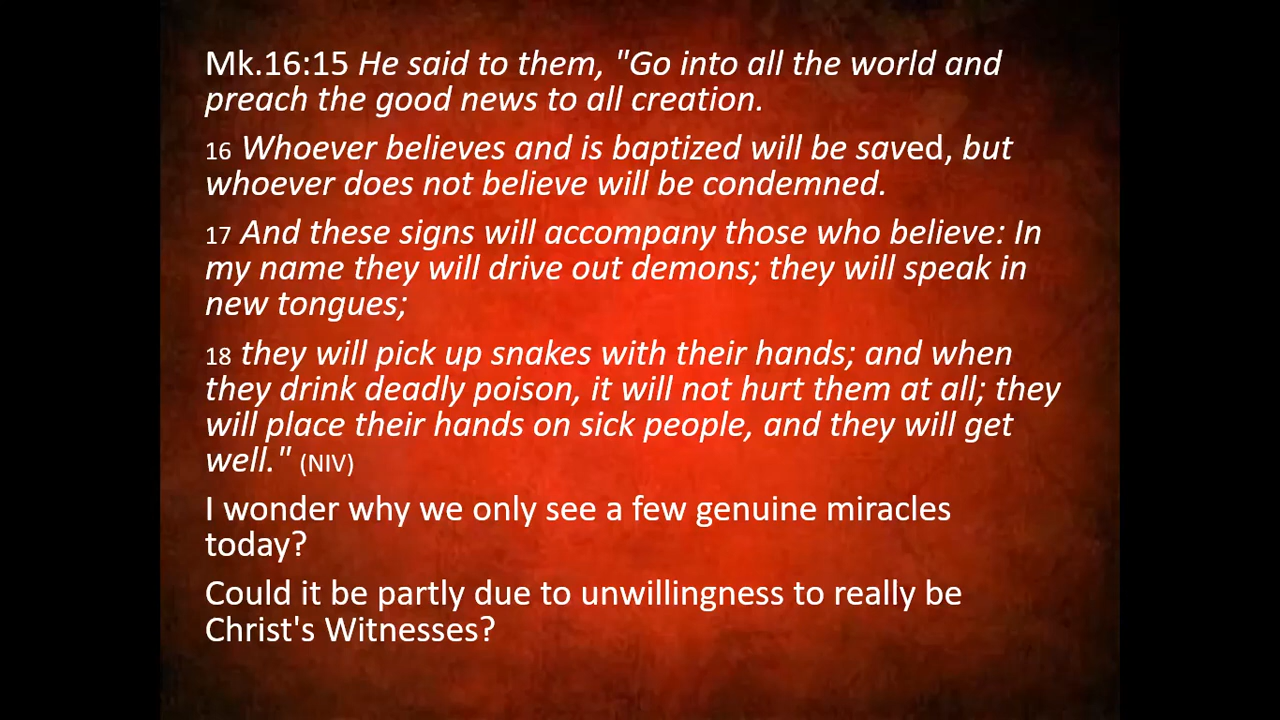 Mk.16:15 He said to them, "Go into all the world and
preach the good news to all creation.
16 Whoever believes and is baptized will be saved, but
whoever does not believe will be condemned.
17 And these signs will accompany those who believe: In
my name they will drive out demons; they will speak in
new tongues;
18 they will pick up snakes with their hands; and when
they drink deadly poison, it will not hurt them at all; they
will place their hands on sick people, and they will get
well." (NIV)
I wonder why we only see a few genuine miracles
today?
Could it be partly due to unwillingness to really be
Christ's Witnesses?